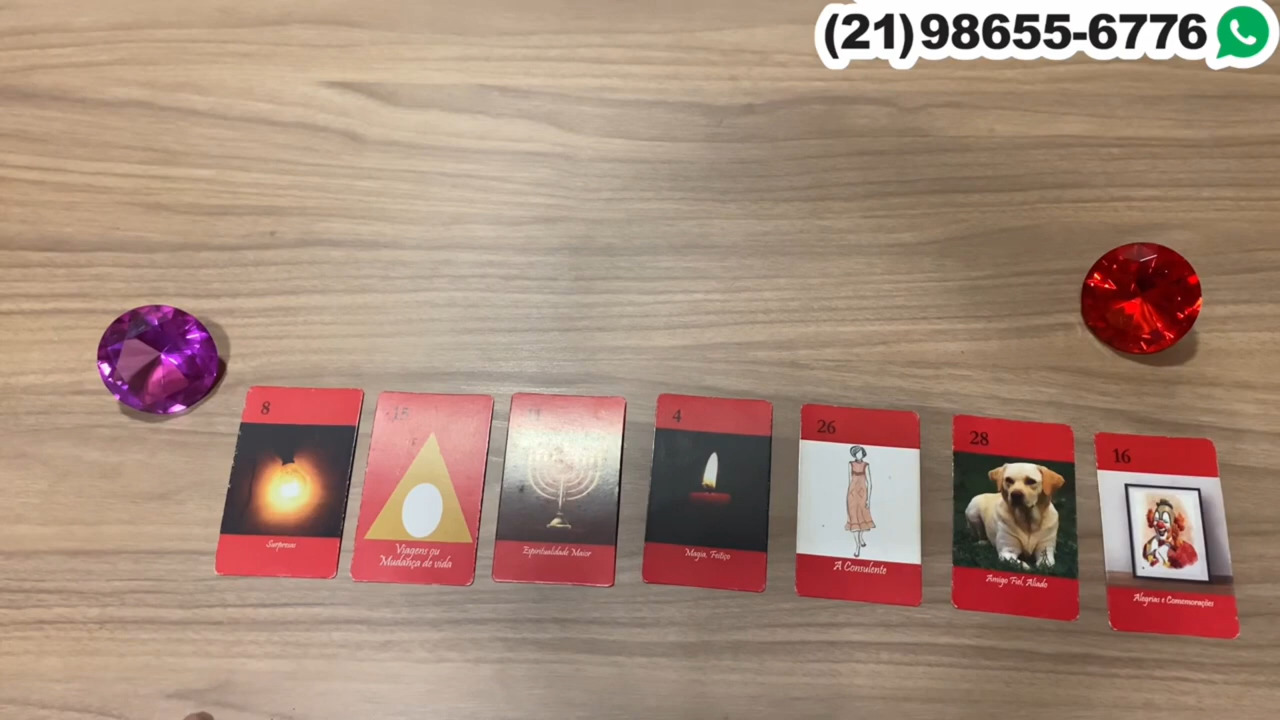 (21)98655-6776
8
Surpresas
15
Viagens ou
Mudança de vida
Espiritualidade Maior
4
Magia, Feitiço
26
A Consulente
28
Amigo Fiel, Aliado
16
Alegrias e Comemorações